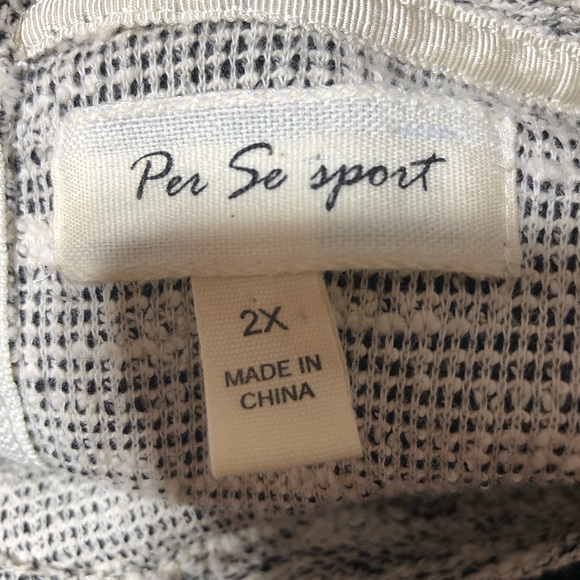 Per Se sport
2X
MADE IN
CHINA